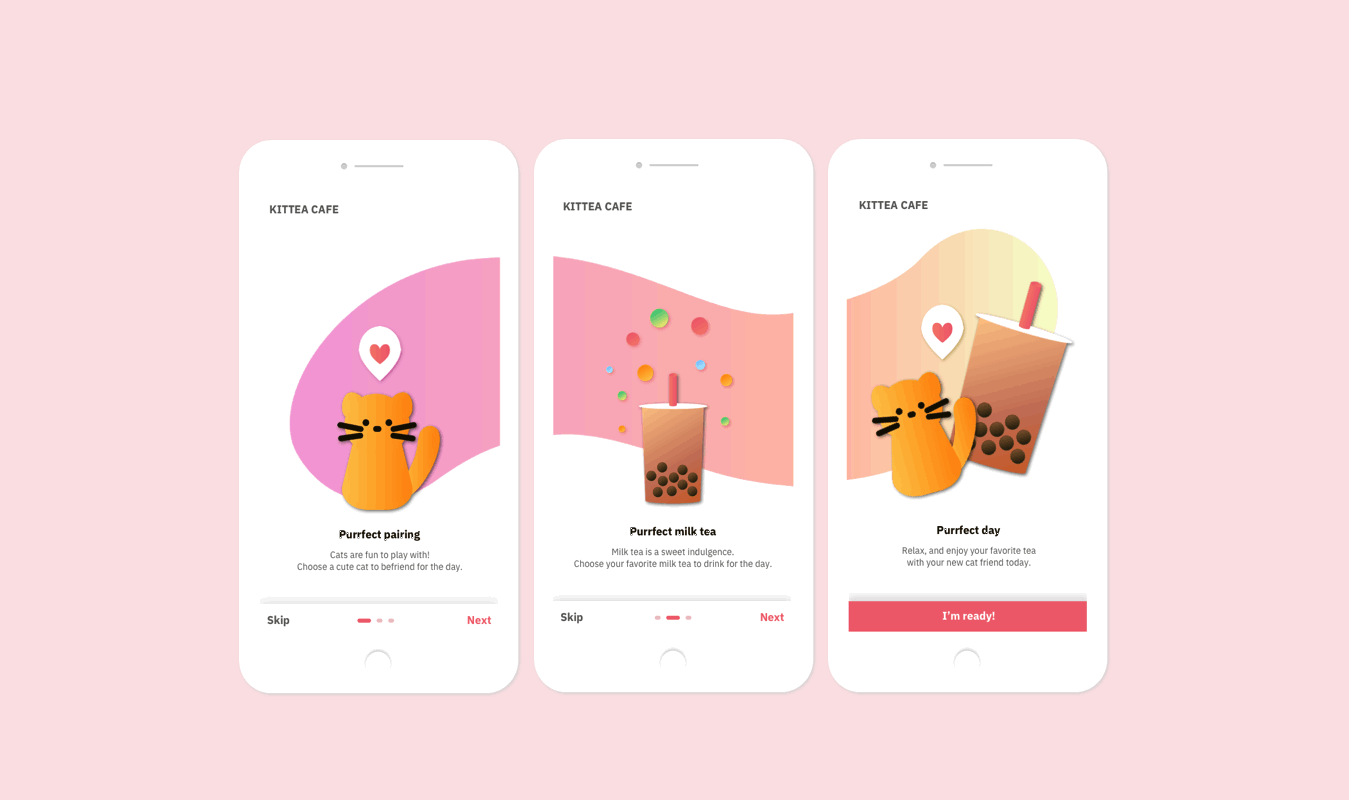 KITTEA CAFE
Purrfect pairing
Cats are fun to play with!
Choose a cute cat to befriend for the day.
Skip
Next
KITTEA CAFE
Purrfect milk tea
Milk tea is a sweet indulgence.
Choose your favorite milk tea to drink for the day.
Skip
Next
KITTEA CAFE
Purrfect day
Relax, and enjoy your favorite tea
with your new cat friend today.
I'm ready!